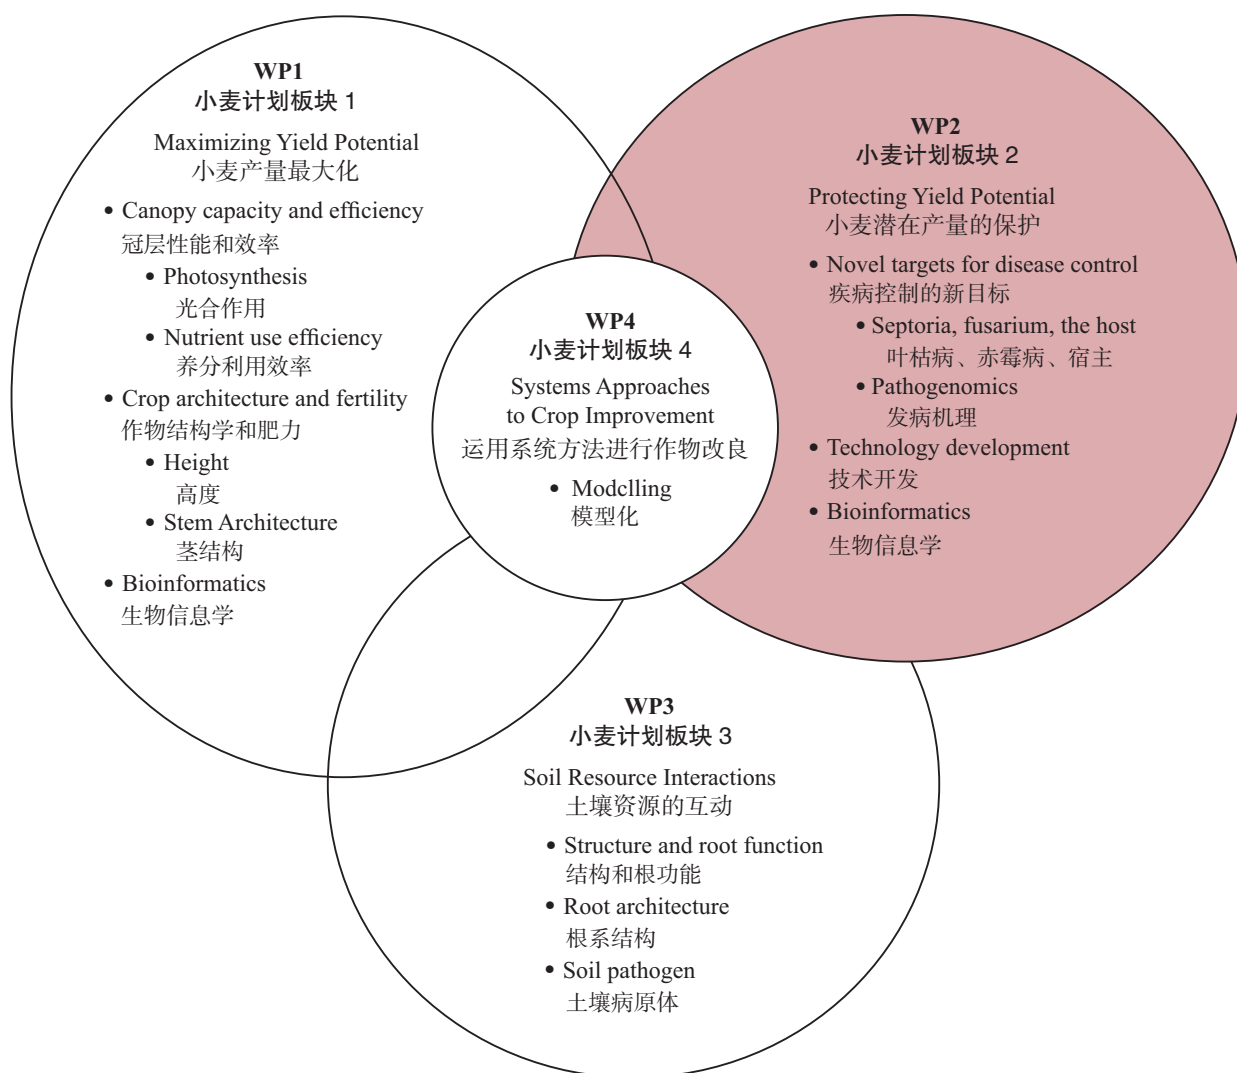 WP1
小麦计划板块 1
Maximizing Yield Potential
小麦产量最大化
• Canopy capacity and efficiency
冠层性能和效率
• Photosynthesis
光合作用
• Nutrient use efficiency
养分利用效率
• Crop architecture and fertility
作物结构学和肥力
• Height
高度
• Stem Architecture
茎结构
• Bioinformatics
生物信息学
WP2
小麦计划板块 2
Protecting Yield Potential
小麦潜在产量的保护
• Novel targets for disease control
疾病控制的新目标
• Septoria, fusarium, the host
叶枯病、赤霉病、宿主
• Pathogenomics
发病机理
• Technology development
技术开发
• Bioinformatics
生物信息学
WP4
小麦计划板块 4
Systems Approaches
to Crop Improvement
运用系统方法进行作物改良
• Modclling
模型化
WP3
小麦计划板块 3
Soil Resource Interactions
土壤资源的互动
• Structure and root function
结构和根功能
• Root architecture
根系结构
• Soil pathogen
土壤病原体